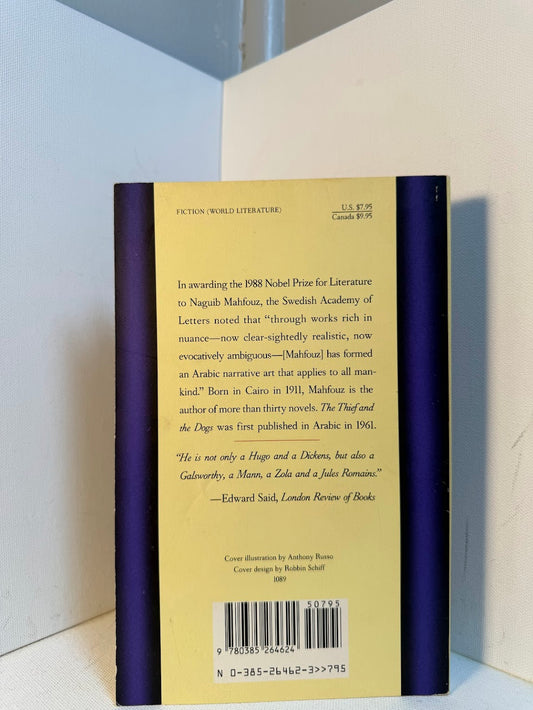 FICTION (WORLD LITERATURE)
U.S. $7.95
Canada $9.95
In awarding the 1988 Nobel Prize for Literature
to Naguib Mahfouz, the Swedish Academy of
Letters noted that “through works rich in
nuance—now clear-sightedly realistic, now
evocatively ambiguous—[Mahfouz] has formed
an Arabic narrative art that applies to all man-
kind.” Born in Cairo in 1911, Mahfouz is the
author of more than thirty novels. The Thief and
the Dogs was first published in Arabic in 1961.
“He is not only a Hugo and a Dickens, but also a
Galsworthy, a Mann, a Zola and a Jules Romains.”
—Edward Said, London Review of Books
Cover illustration by Anthony Russo
Cover design by Robbin Schiff
1089
50795
9 780385 264624
N 0-385-26462-3>>795